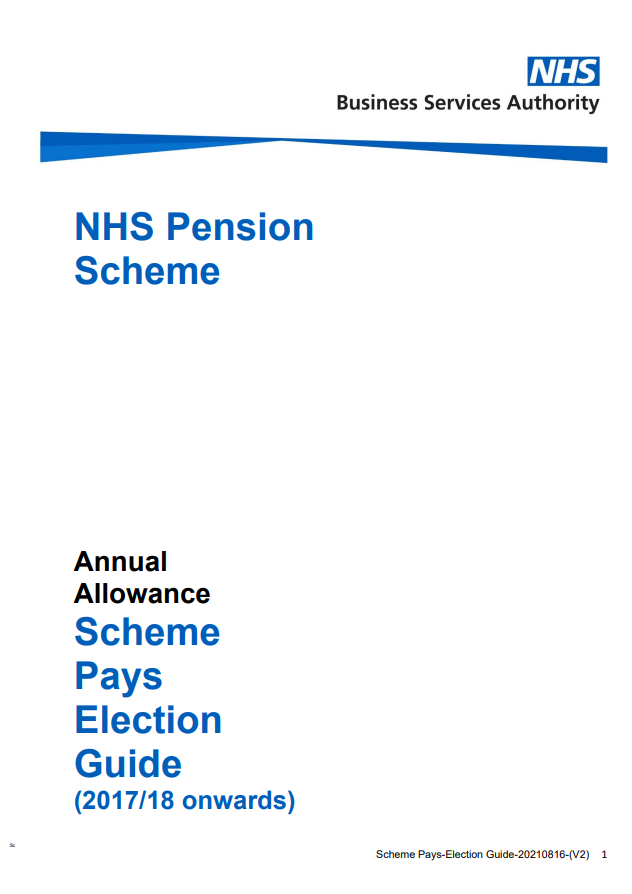 NHS
Business Services Authority
NHS Pension
Scheme
Annual
Allowance
Scheme
Pays
Election
Guide
(2017/18 onwards)
Sc
Scheme Pays-Election Guide-20210816-(V2) 1